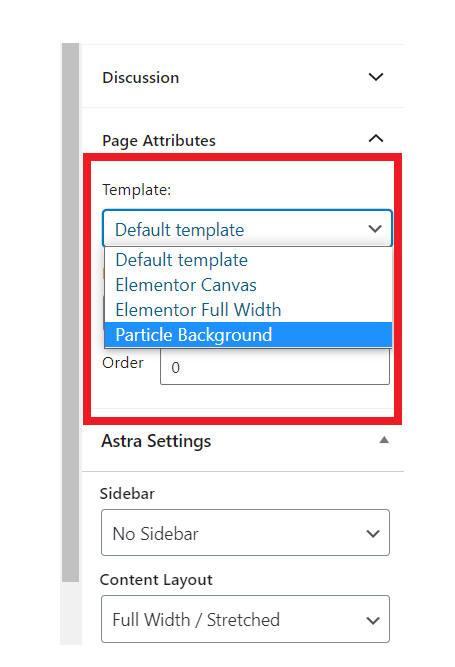 Discussion
Page Attributes
Template:
Default template
Default template
Elementor Canvas
Elementor Full Width
Particle Background
Order
0
Astra Settings
Sidebar
No Sidebar
Content Layout
Full Width / Stretched